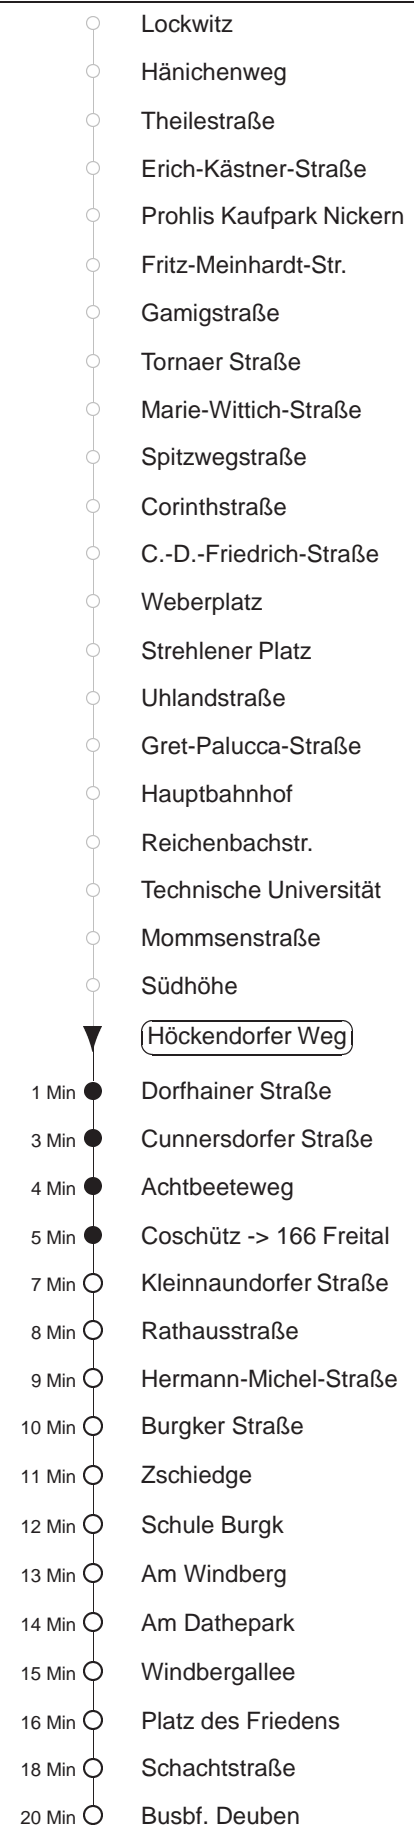 Lockwitz
Hänichenweg
Theilestraße
Erich-Kästner-Straße
Prohlis Kaufpark Nickern
Fritz-Meinhardt-Str.
Gamigstraße
Tornaer Straße
Marie-Wittich-Straße
Spitzwegstraße
Corinthstraße
C.-D.-Friedrich-Straße
Weberplatz
Strehlener Platz
Uhlandstraße
Gret-Palucca-Straße
Hauptbahnhof
Reichenbachstr.
Technische Universität
Mommsenstraße
Südhöhe
Höckendorfer Weg
1 Min Dorfhainer Straße
3 Min Cunnersdorfer Straße
4 Min Achtbeeteweg
5 Min Coschütz -> 166 Freital
7 Min Kleinnaundorfer Straße
8 Min Rathausstraße
9 Min Hermann-Michel-Straße
10 Min Burgker Straße
11 Min Zschiedge
12 Min Schule Burgk
13 Min Am Windberg
14 Min Am Dathepark
15 Min Windbergallee
16 Min Platz des Friedens
18 Min Schachtstraße
20 Min Busbf. Deuben